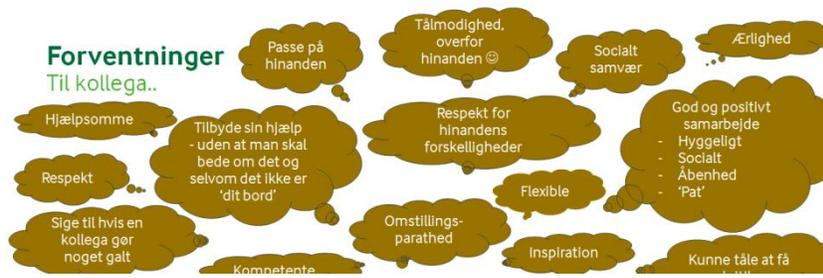 Forventninger
Til kollega..
Passe på
hinanden
Tålmodighed,
overfor
hinanden ☺
Socialt
samvær
Ærlighed
Hjælpsomme
Tilbyde sin hjælp
- uden at man skal
bede om det og
selvom det ikke er
'dit bord'
Respekt for
hinandens
forskelligheder
God og positivt
samarbejde
- Hyggeligt
- Socialt
- Åbenhed
- 'Pat'
Respekt
Flexible
Sige til hvis en
kollega gør
noget galt
Omstillings-
parathed
Inspiration
Kompetente
Kunne tåle at få